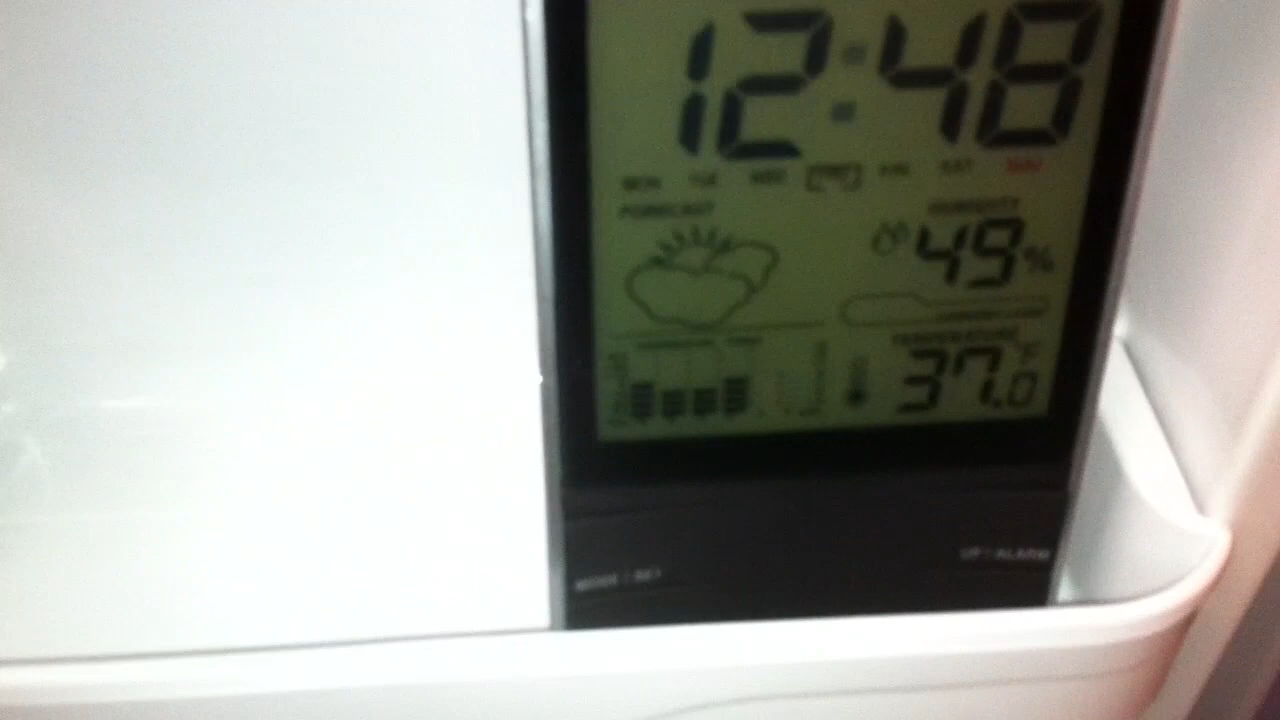 12:48
MON TUE WED THU FRI SAT SUN
FORECAST
HUMIDITY
49%
TEMPERATURE
37.0 °F
UP / ALARM
MODE / SET